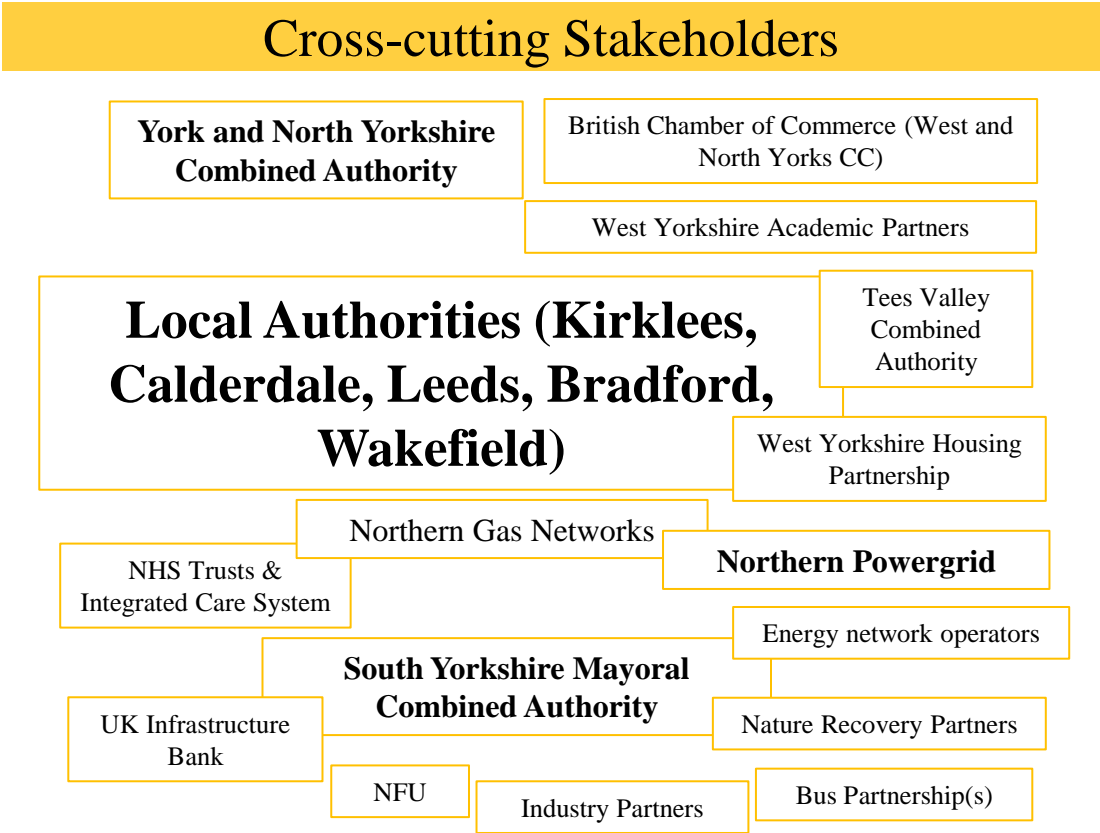 Cross-cutting Stakeholders
York and North Yorkshire
Combined Authority
British Chamber of Commerce (West and
North Yorks CC)
West Yorkshire Academic Partners
Local Authorities (Kirklees,
Calderdale, Leeds, Bradford,
Wakefield)
Tees Valley
Combined
Authority
West Yorkshire Housing
Partnership
Northern Gas Networks
Northern Powergrid
NHS Trusts &
Integrated Care System
Energy network operators
South Yorkshire Mayoral
Combined Authority
UK Infrastructure
Bank
Nature Recovery Partners
NFU
Industry Partners
Bus Partnership(s)